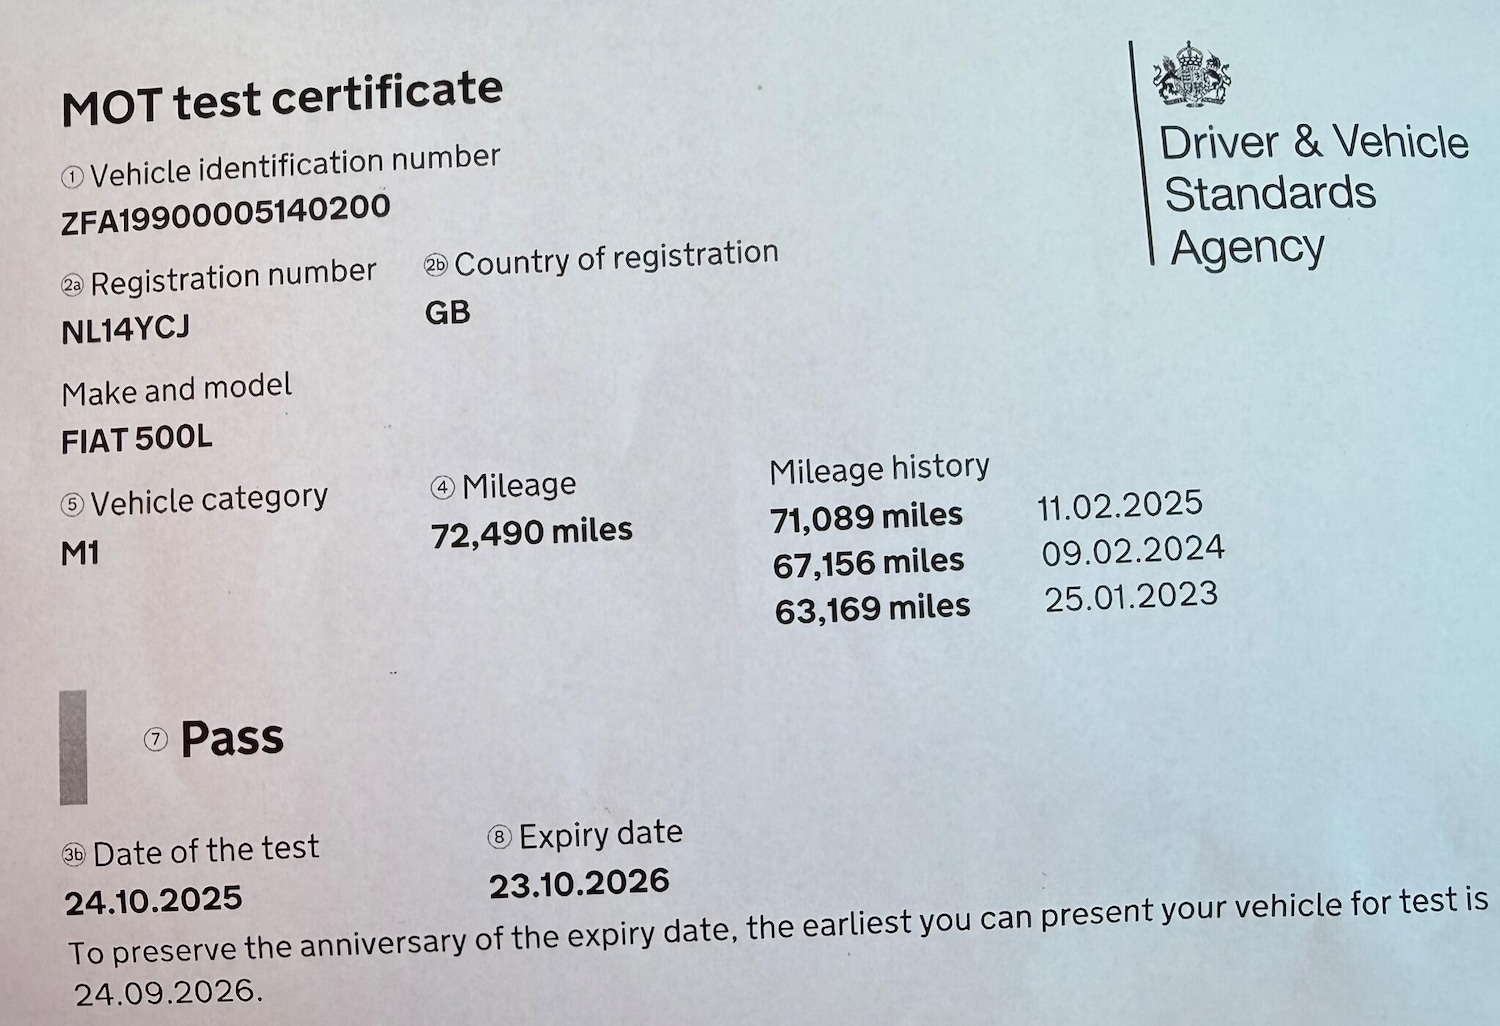 MOT test certificate
Driver & Vehicle
Standards
Agency
1 Vehicle identification number
ZFA19900005140200
2a Registration number 2b Country of registration
NL14YCJ GB
Make and model
FIAT 500L
5 Vehicle category 4 Mileage Mileage history
M1 72,490 miles 71,089 miles 11.02.2025
67,156 miles 09.02.2024
63,169 miles 25.01.2023
7 Pass
3b Date of the test 8 Expiry date
24.10.2025 23.10.2026
To preserve the anniversary of the expiry date, the earliest you can present your vehicle for test is
24.09.2026.